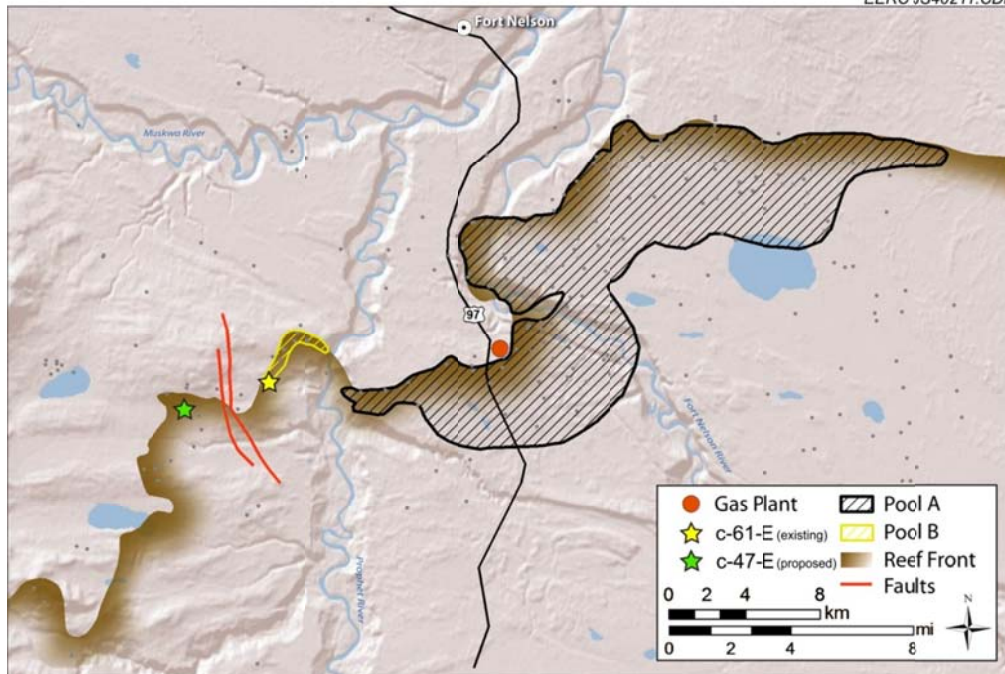 Fort Nelson
Muskwa River
97
Fort Nelson River
Prophet River
Gas Plant
Pool A
c-61-E (existing)
Pool B
c-47-E (proposed)
Reef Front
Faults
N
0 2 4 8 km
0 2 4 8 mi